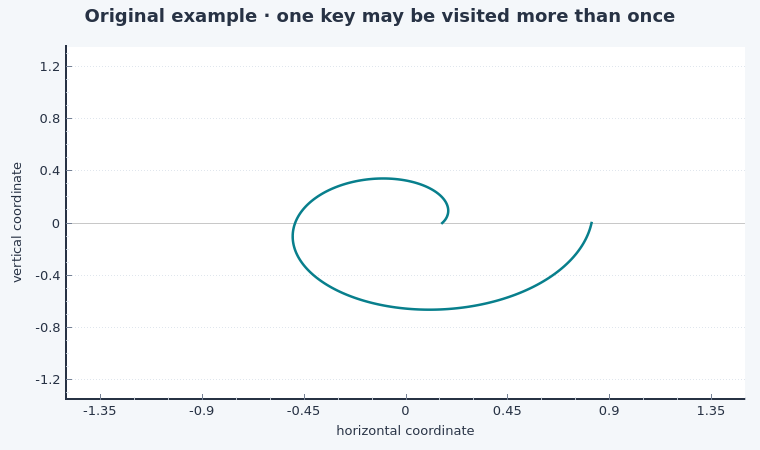 Original example · one key may be visited more than once
1.2
0.8
0.4
0
-0.4
-0.8
-1.2
vertical coordinate
-1.35 -0.9 -0.45 0 0.45 0.9 1.35
horizontal coordinate